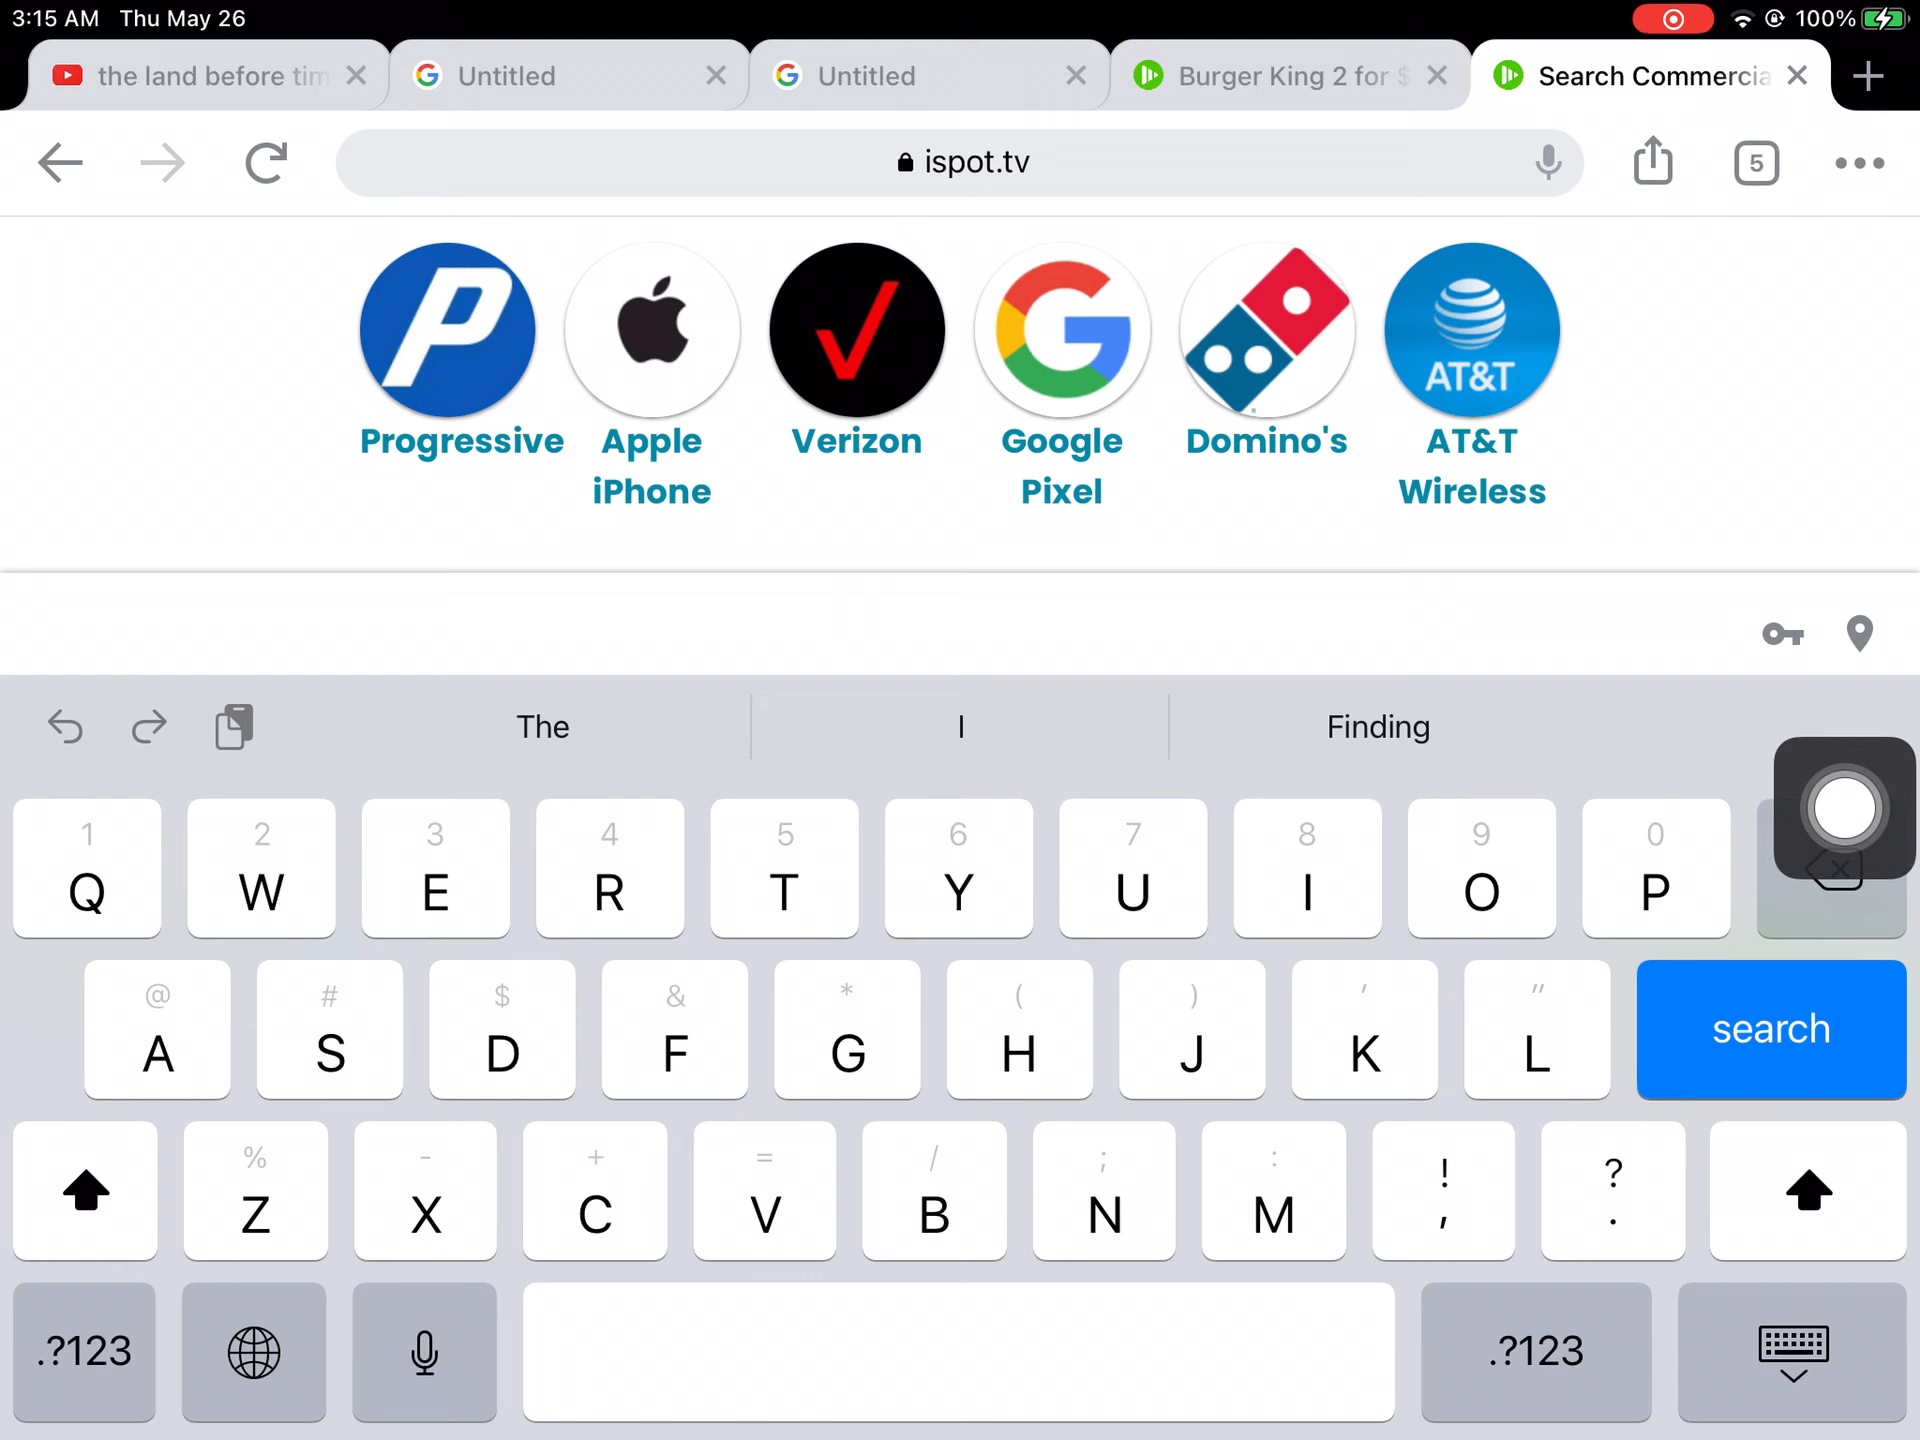 3:15 AM Thu May 26 100%
the land before tim Untitled Untitled Burger King 2 for $ Search Commercia
ispot.tv 5
AT&T
Progressive Apple Verizon Google Domino's AT&T
iPhone Pixel Wireless
The I Finding
1 2 3 4 5 6 7 8 9 0
Q W E R T Y U I O P
@ # $ & * ( ) ' "
A S D F G H J K L search
% - + = / ; : ! ?
Z X C V B N M , .
.?123 .?123